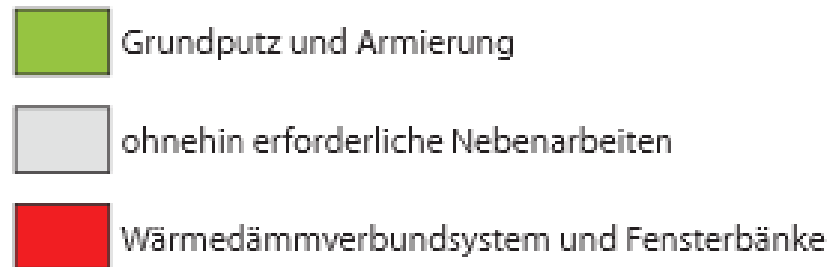 Grundputz und Armierung
ohnehin erforderliche Nebenarbeiten
Wärmedämmverbundsystem und Fensterbänke